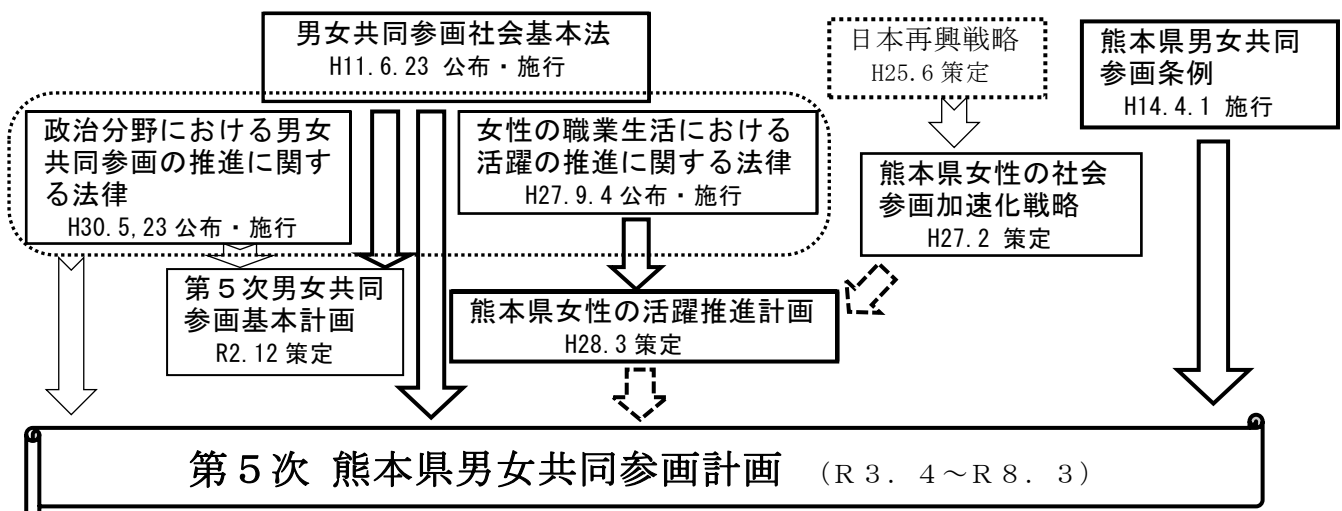 男女共同参画社会基本法
H11.6.23 公布・施行
日本再興戦略
H25.6 策定
熊本県男女共同
参画条例
H14.4.1 施行
政治分野における男女
共同参画の推進に関す
る法律
H30.5,23 公布・施行
女性の職業生活における
活躍の推進に関する法律
H27.9.4 公布・施行
熊本県女性の社会
参画加速化戦略
H27.2 策定
第5次男女共同
参画基本計画
R2.12 策定
熊本県女性の活躍推進計画
H28.3 策定
第5次 熊本県男女共同参画計画 (R3.4~R8.3)